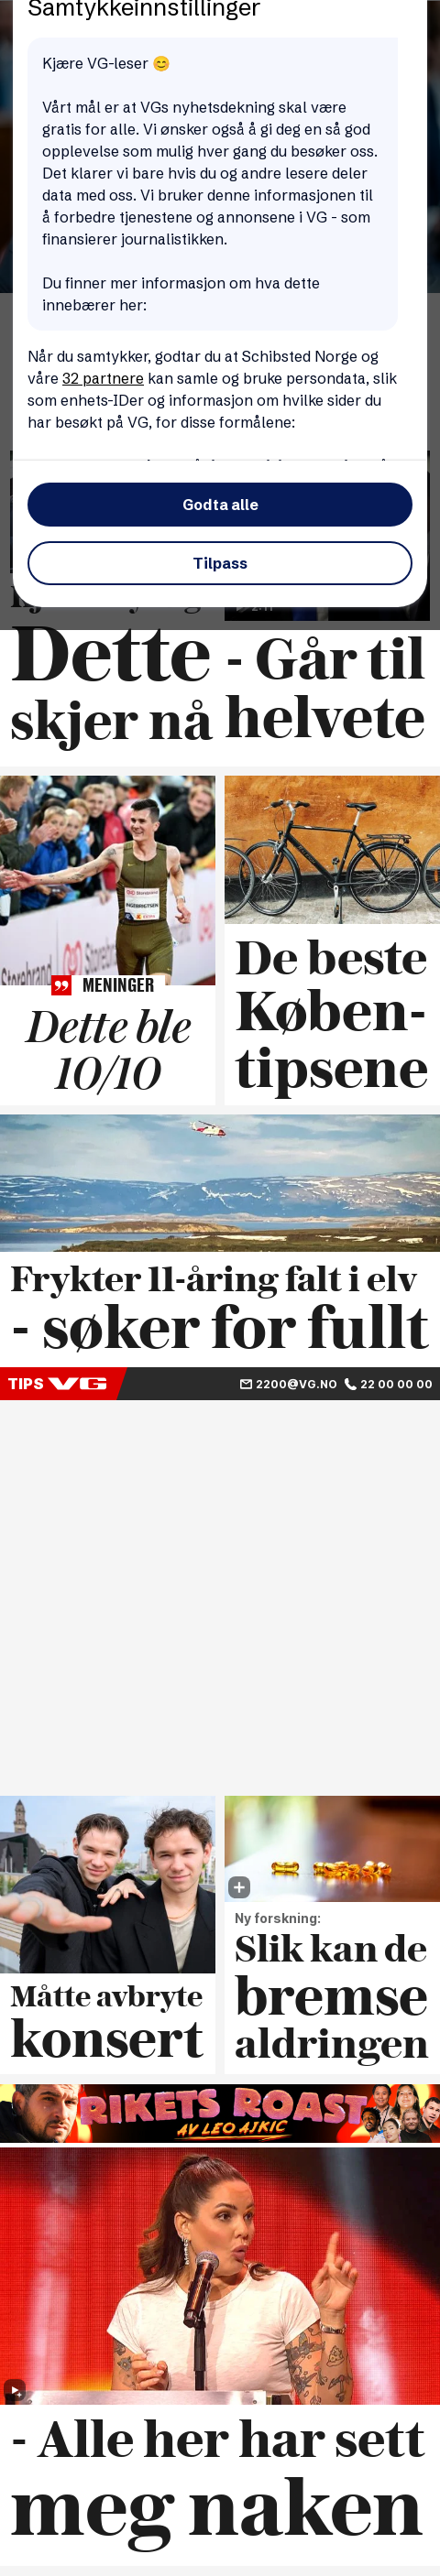 Samtykkeinnstillinger
Kjære VG-leser 😊
Vårt mål er at VGs nyhetsdekning skal være
gratis for alle. Vi ønsker også å gi deg en så god
opplevelse som mulig hver gang du besøker oss.
Det klarer vi bare hvis du og andre lesere deler
data med oss. Vi bruker denne informasjonen til
å forbedre tjenestene og annonsene i VG - som
finansierer journalistikken.
Du finner mer informasjon om hva dette
innebærer her:
Når du samtykker, godtar du at Schibsted Norge og
våre 32 partnere kan samle og bruke persondata, slik
som enhets-IDer og informasjon om hvilke sider du
har besøkt på VG, for disse formålene:
Godta alle
Tilpass
Dette
skjer nå
- Går til
helvete
Storebrand
INGEBRIGTSEN
MENINGER
Dette ble
10/10
De beste
Køben-
tipsene
Frykter 11-åring falt i elv
- søker for fullt
TIPS VG
2200@VG.NO
22 00 00 00
Måtte avbryte
konsert
Ny forskning:
Slik kan de
bremse
aldringen
RIKETS ROAST
AV LEO AJKIC
- Alle her har sett
meg naken